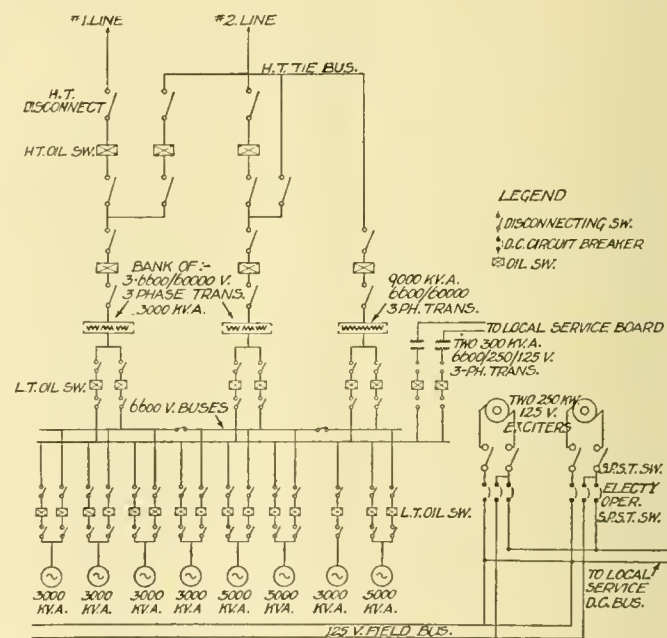 #1.LINE
#2.LINE
H.T. TIE BUS.
H.T.
DISCONNECT
H.T. OIL SW.
LEGEND
DISCONNECTING SW.
D.C. CIRCUIT BREAKER
OIL SW.
BANK OF:-
3-6600/60000 V.
3 PHASE TRANS.
3000 KV.A.
9000 KV.A.
6600/60000
3 PH. TRANS.
TO LOCAL SERVICE BOARD
TWO 300 KV.A.
6600/250/125 V.
3-PH. TRANS.
L.T. OIL SW.
6600 V. BUSES
TWO 250 KW.
125 V.
EXCITERS
S.P.S.T. SW.
ELECTY
OPER.
S.P.S.T. SW.
L.T. OIL SW.
3000 3000 3000 3000 5000 5000 3000 5000
KV.A. KV.A. KV.A. KV.A KV.A. KV.A. KV.A. KV.A.
TO LOCAL
SERVICE
D.C. BUS.
125 V. FIELD BUS.